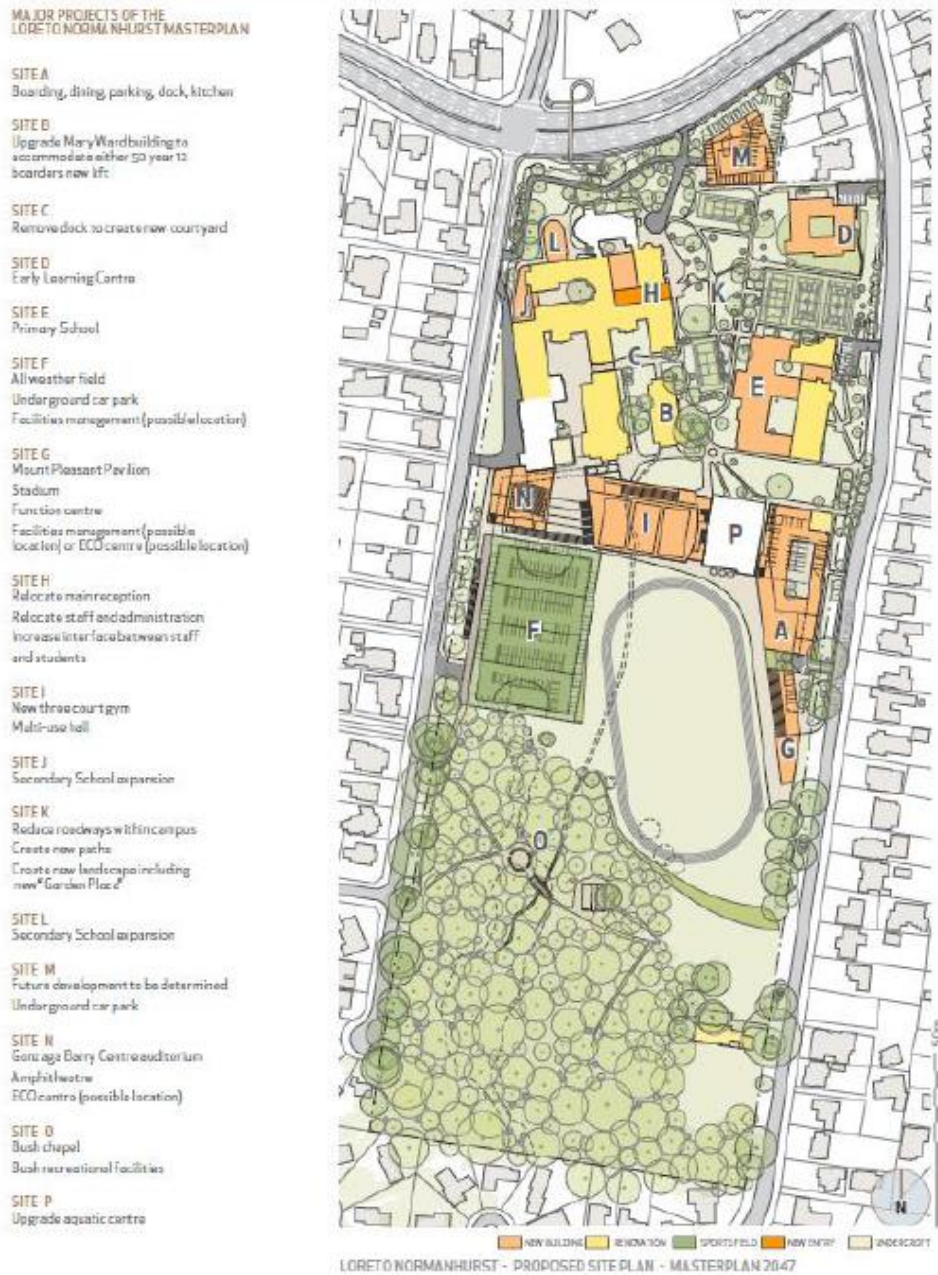 MAJOR PROJECTS OF THE
LORETO NORMANHURST MASTERPLAN
SITE A
Boarding, dining, parking, dock, kitchen
SITE B
Upgrade Mary Ward building to
accommodate either 50 year 12
boarders new lift
SITE C
Remove dock to create new courtyard
SITE D
Early Learning Centre
SITE E
Primary School
SITE F
All weather field
Underground car park
Facilities management (possible location)
SITE G
Mount Pleasant Pavilion
Stadium
Function centre
Facilities management (possible
location) or ECO centre (possible location)
SITE H
Relocate main reception
Relocate staff and administration
Increase interface between staff
and students
SITE I
New three court gym
Multi-use hall
SITE J
Secondary School expansion
SITE K
Reduce roadways within campus
Create new paths
Create new landscape including
new "Garden Place"
SITE L
Secondary School expansion
SITE M
Future development to be determined
Underground car park
SITE N
Gonzaga Barry Centre auditorium
Amphitheatre
ECO centre (possible location)
SITE O
Bush chapel
Bush recreational facilities
SITE P
Upgrade aquatic centre
M
D
L
H
K
C
E
B
N
I
P
F
A
G
O
N
NEW BUILDING
RENOVATION
SPORTS FIELD
NEW ENTRY
UNDERCROFT
LORETO NORMANHURST - PROPOSED SITE PLAN - MASTERPLAN 2047